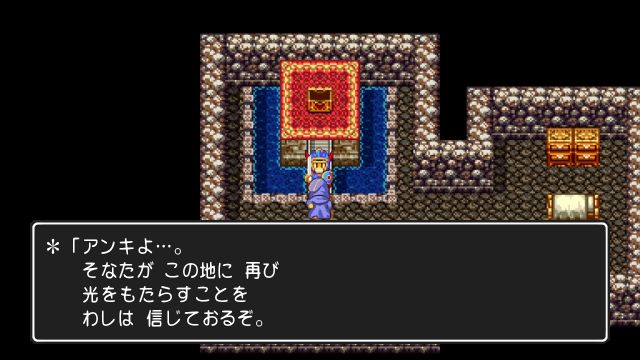 ＊「アンキよ…。
そなたが この地に 再び
光をもたらすことを
わしは 信じておるぞ。